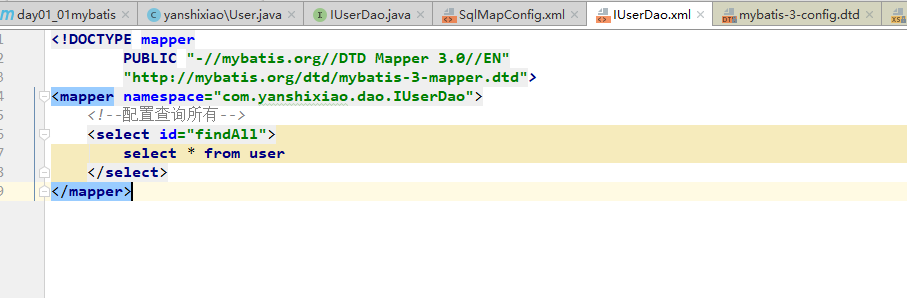 day01_01mybatis yanshixiao\User.java IUserDao.java SqlMapConfig.xml IUserDao.xml mybatis-3-config.dtd
1 <!DOCTYPE mapper
2 PUBLIC "-//mybatis.org//DTD Mapper 3.0//EN"
3 "http://mybatis.org/dtd/mybatis-3-mapper.dtd">
4 <mapper namespace="com.yanshixiao.dao.IUserDao">
5 <!--配置查询所有-->
6 <select id="findAll">
7 select * from user
8 </select>
9 </mapper>